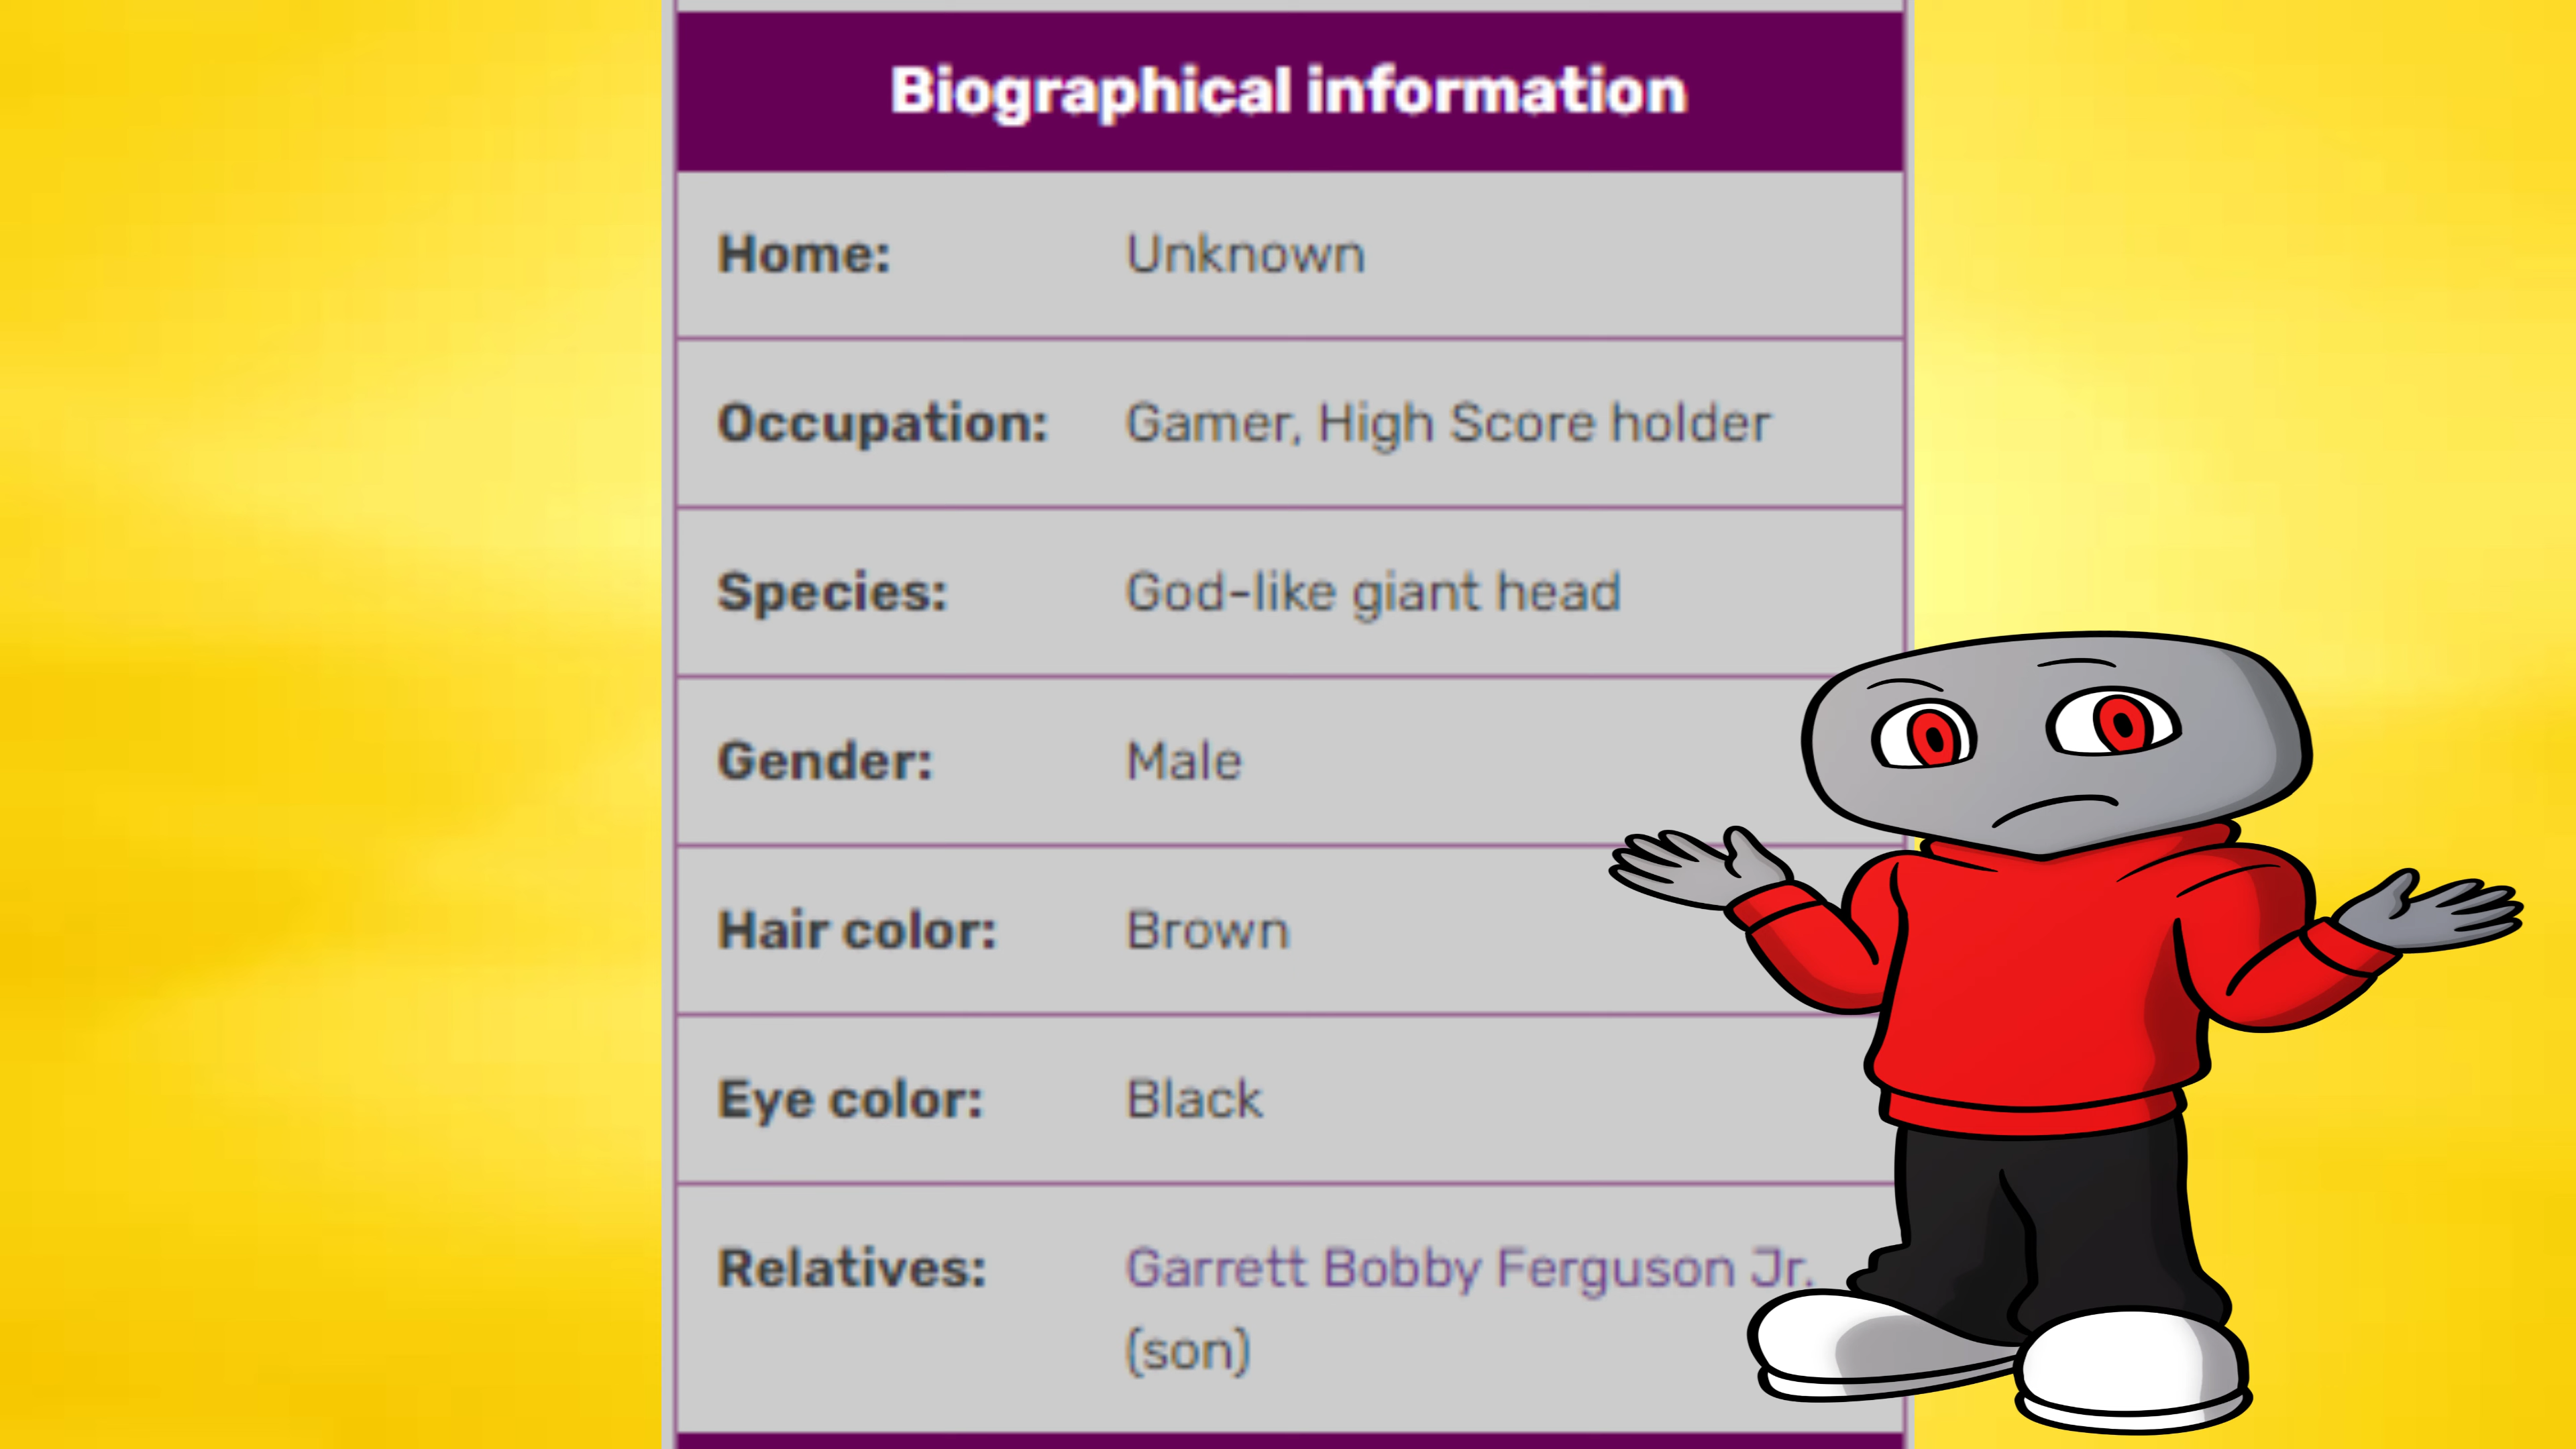 Biographical information
Home: Unknown
Occupation: Gamer, High Score holder
Species: God-like giant head
Gender: Male
Hair color: Brown
Eye color: Black
Relatives: Garrett Bobby Ferguson Jr.
(son)